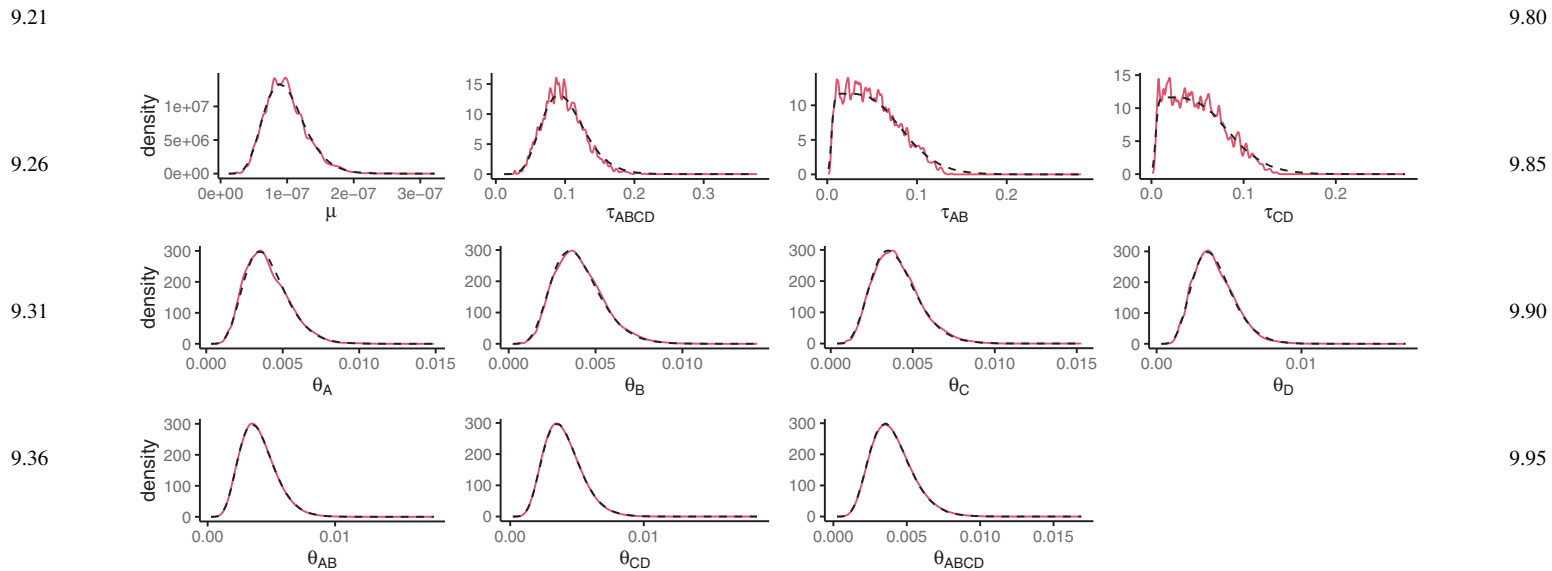 9.21 9.80
1e+07 15 10 15
density 10 10
5e+06 5 5 5
9.26 0e+00 0 0 0 9.85
0e+00 1e−07 2e−07 3e−07 0.0 0.1 0.3 0.0 0.1 0.2 0.0 0.1 0.2
μ τABCD τAB τCD
300 300 300 300
density 200 200 200 200
9.31 100 100 100 100 9.90
0 0 0 0
0.000 0.005 0.010 0.015 0.000 0.005 0.010 0.000 0.005 0.010 0.015 0.00 0.01
θA θB θC θD
300 300 300
9.36 density 200 200 200 9.95
100 100 100
0 0 0
0.00 0.01 0.00 0.01 0.000 0.005 0.010 0.015
θAB θCD θABCD